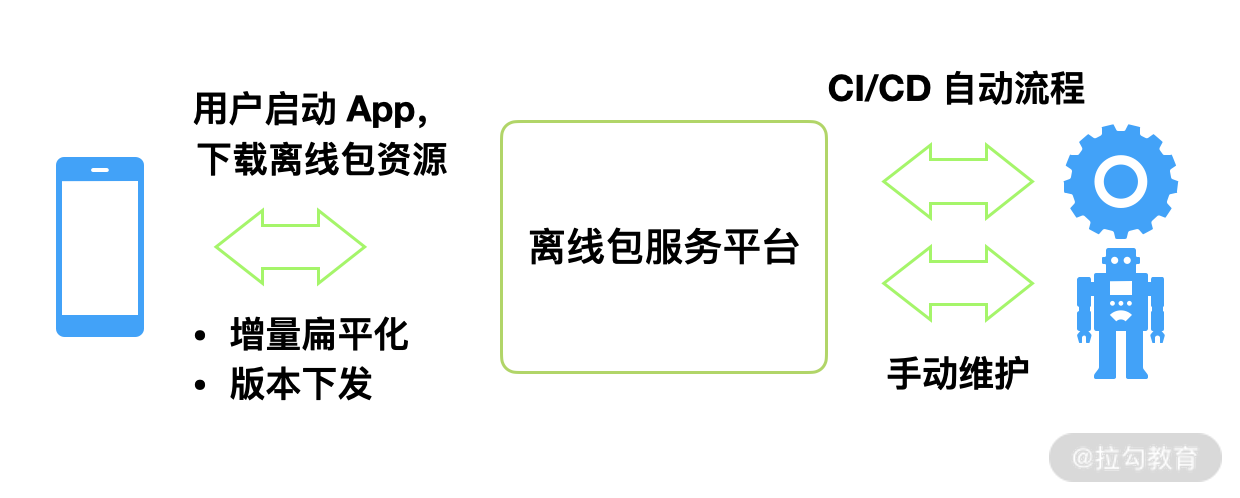 用户启动 App，
下载离线包资源
• 增量扁平化
• 版本下发
离线包服务平台
CI/CD 自动流程
手动维护
@拉勾教育